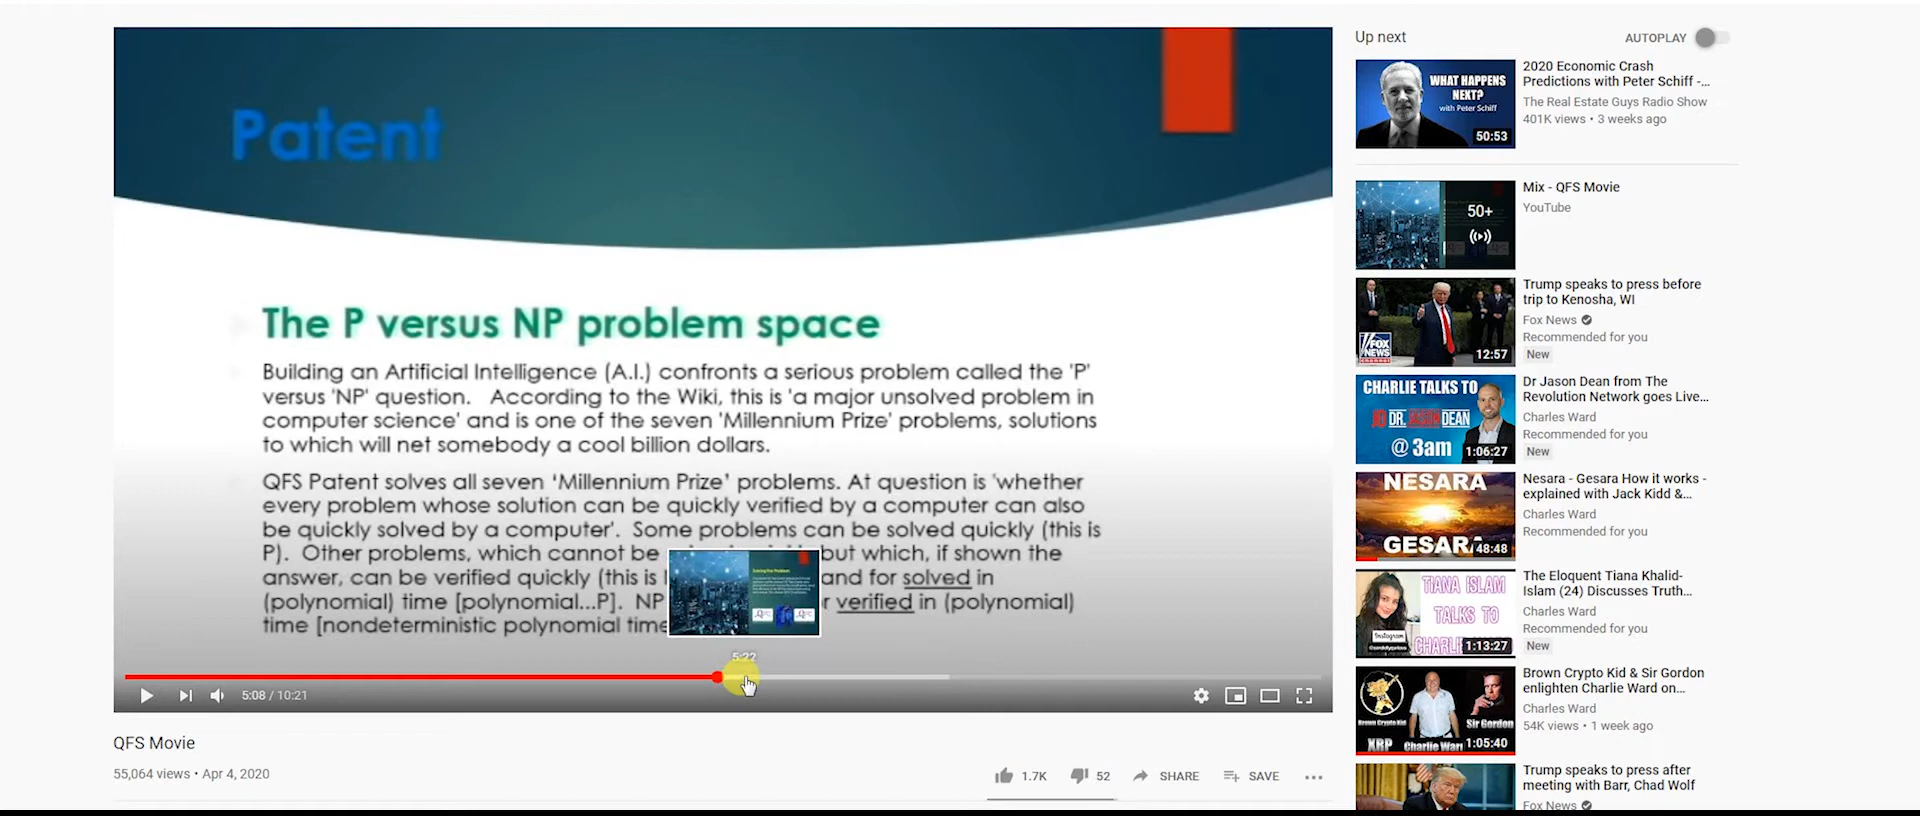 Patent
The P versus NP problem space
Building an Artificial Intelligence (A.I.) confronts a serious problem called the 'P'
versus 'NP' question. According to the Wiki, this is 'a major unsolved problem in
computer science' and is one of the seven 'Millennium Prize' problems, solutions
to which will net somebody a cool billion dollars.
QFS Patent solves all seven ‘Millennium Prize’ problems. At question is 'whether
every problem whose solution can be quickly verified by a computer can also
be quickly solved by a computer'. Some problems can be solved quickly (this is
P). Other problems, which cannot be but which, if shown the
answer, can be verified quickly (this is and for solved in
(polynomial) time [polynomial...P]. NP verified in (polynomial)
time [nondeterministic polynomial time
5:22
5:08 / 10:21
QFS Movie
55,064 views • Apr 4, 2020
1.7K 52 SHARE SAVE
Up next AUTOPLAY
WHAT HAPPENS
NEXT?
with Peter Schiff
50:53
2020 Economic Crash
Predictions with Peter Schiff -...
The Real Estate Guys Radio Show
401K views • 3 weeks ago
50+
Mix - QFS Movie
YouTube
FOX
NEWS
12:57
Trump speaks to press before
trip to Kenosha, WI
Fox News
Recommended for you
New
CHARLIE TALKS TO
DR. JASON DEAN
@ 3am
1:06:27
Dr Jason Dean from The
Revolution Network goes Live...
Charles Ward
Recommended for you
New
NESARA
GESARA
48:48
Nesara - Gesara How it works -
explained with Jack Kidd &...
Charles Ward
Recommended for you
TIANA ISLAM
TALKS TO
CHARLI
Instagram
1:13:27
The Eloquent Tiana Khalid-
Islam (24) Discusses Truth...
Charles Ward
Recommended for you
New
Brown Crypto Kid
Sir Gordon
XRP Charlie War
1:05:40
Brown Crypto Kid & Sir Gordon
enlighten Charlie Ward on...
Charles Ward
54K views • 1 week ago
Trump speaks to press after
meeting with Barr, Chad Wolf
Fox News